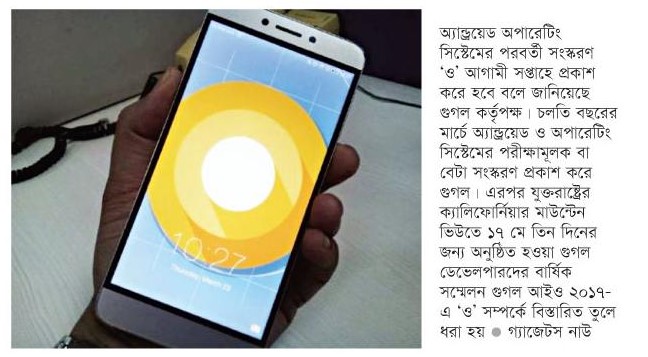 10:27
Thursday, March 23
অ্যান্ড্রয়েড অপারেটিং
সিস্টেমের পরবর্তী সংস্করণ
‘ও’ আগামী সপ্তাহে প্রকাশ
করে হবে বলে জানিয়েছে
গুগল কর্তৃপক্ষ। চলতি বছরের
মার্চে অ্যান্ড্রয়েড ও অপারেটিং
সিস্টেমের পরীক্ষামূলক বা
বেটা সংস্করণ প্রকাশ করে
গুগল। এরপর যুক্তরাষ্ট্রের
ক্যালিফোর্নিয়ার মাউন্টেন
ভিউতে ১৭ মে তিন দিনের
জন্য অনুষ্ঠিত হওয়া গুগল
ডেভেলপারদের বার্ষিক
সম্মেলন গুগল আইও ২০১৭-
এ ‘ও’ সম্পর্কে বিস্তারিত তুলে
ধরা হয় ● গ্যাজেটস নাউ